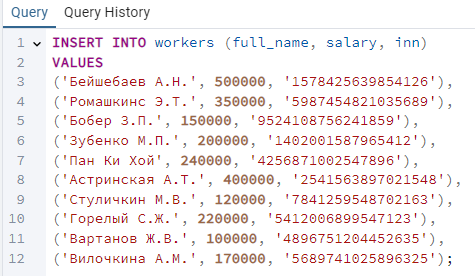 Query Query History
1 INSERT INTO workers (full_name, salary, inn)
2 VALUES
3 ('Бейшебаев А.Н.', 500000, '1578425639854126'),
4 ('Ромашкинс Э.Т.', 350000, '5987454821035689'),
5 ('Бобер З.П.', 150000, '9524108756241859'),
6 ('Зубенко М.П.', 200000, '1402001587965412'),
7 ('Пан Ки Хой', 240000, '4256871002547896'),
8 ('Астринская А.Т.', 400000, '2541563897021548'),
9 ('Стуличкин М.В.', 120000, '7841259548702163'),
10 ('Горелый С.Ж.', 220000, '5412006899547123'),
11 ('Вартанов Ж.В.', 100000, '4896751204452635'),
12 ('Вилочкина А.М.', 170000, '5689741025896325');